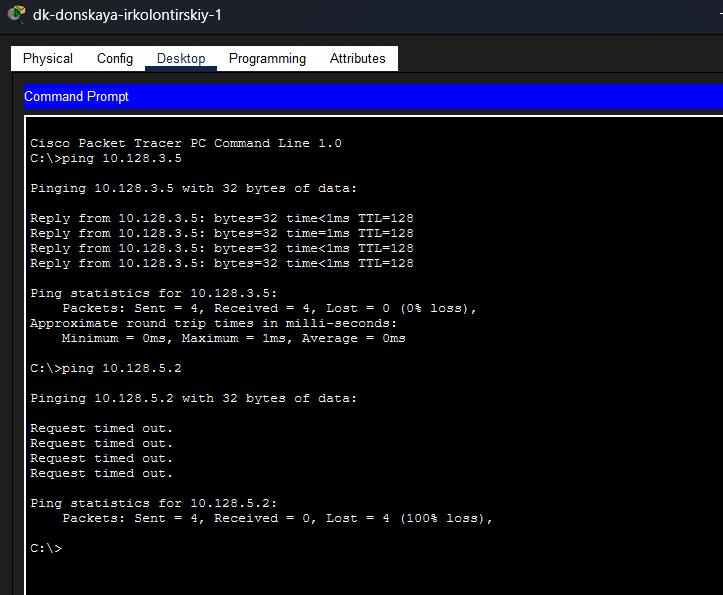 dk-donskaya-irkolontirskiy-1
Physical Config Desktop Programming Attributes
Command Prompt
Cisco Packet Tracer PC Command Line 1.0
C:\>ping 10.128.3.5
Pinging 10.128.3.5 with 32 bytes of data:
Reply from 10.128.3.5: bytes=32 time<1ms TTL=128
Reply from 10.128.3.5: bytes=32 time=1ms TTL=128
Reply from 10.128.3.5: bytes=32 time<1ms TTL=128
Reply from 10.128.3.5: bytes=32 time<1ms TTL=128
Ping statistics for 10.128.3.5:
Packets: Sent = 4, Received = 4, Lost = 0 (0% loss),
Approximate round trip times in milli-seconds:
Minimum = 0ms, Maximum = 1ms, Average = 0ms
C:\>ping 10.128.5.2
Pinging 10.128.5.2 with 32 bytes of data:
Request timed out.
Request timed out.
Request timed out.
Request timed out.
Ping statistics for 10.128.5.2:
Packets: Sent = 4, Received = 0, Lost = 4 (100% loss),
C:\>